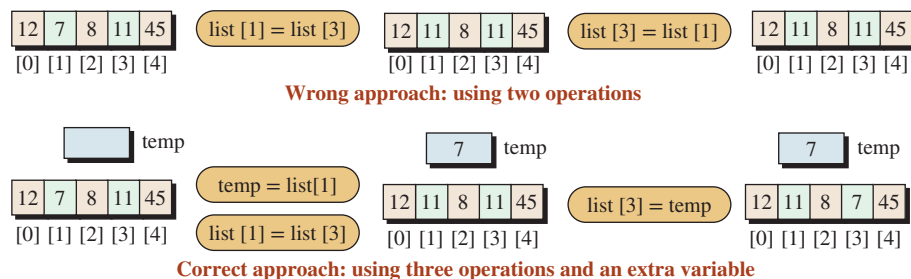 12 7 8 11 45 list [1] = list [3] 12 11 8 11 45 list [3] = list [1] 12 11 8 11 45
[0] [1] [2] [3] [4] [0] [1] [2] [3] [4] [0] [1] [2] [3] [4]
Wrong approach: using two operations
temp 7 temp 7 temp
temp = list[1]
12 7 8 11 45 12 11 8 11 45 list [3] = temp 12 11 8 7 45
list [1] = list [3]
[0] [1] [2] [3] [4] [0] [1] [2] [3] [4] [0] [1] [2] [3] [4]
Correct approach: using three operations and an extra variable